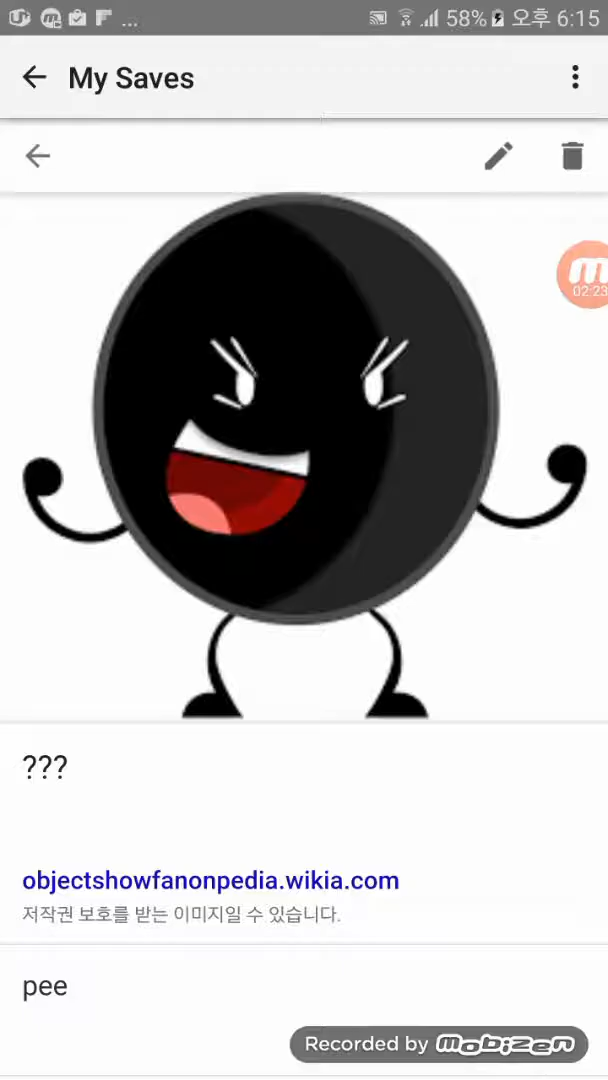 ... 58% 오후 6:15
My Saves
02:23
???
objectshowfanonpedia.wikia.com
저작권 보호를 받는 이미지일 수 있습니다.
pee
Recorded by mobizen